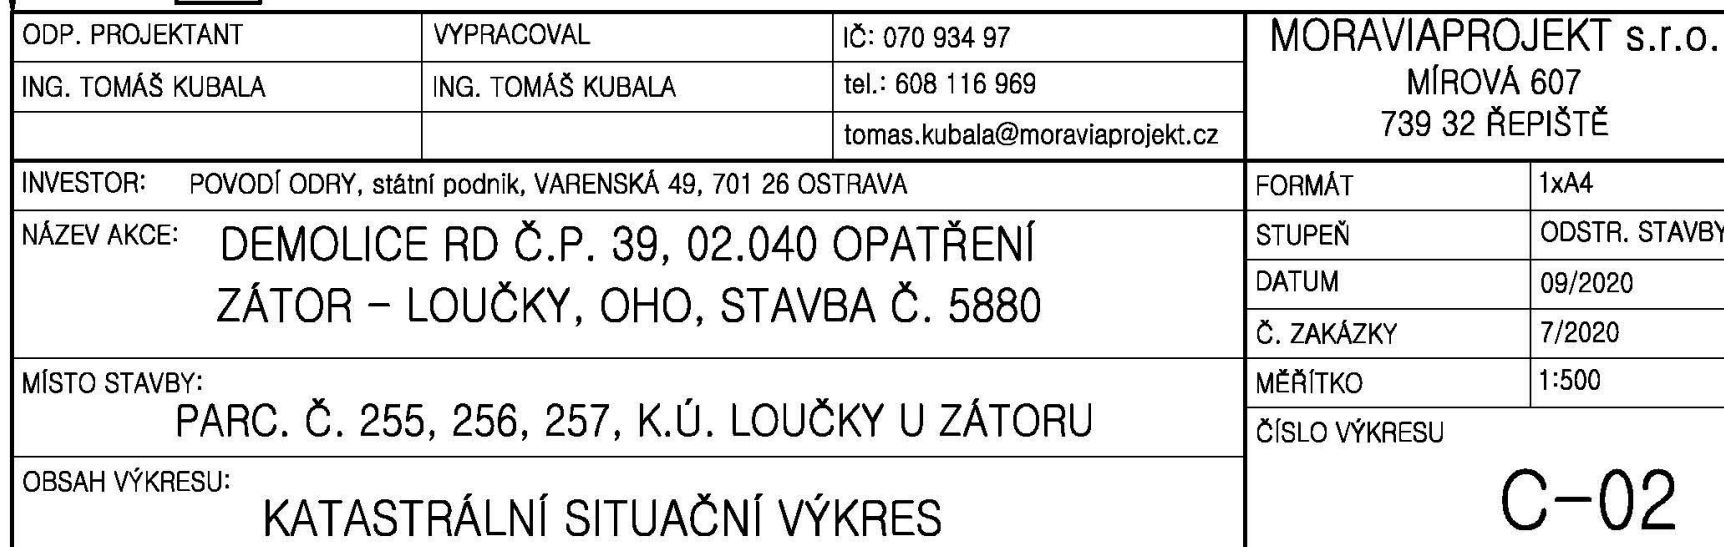 ODP. PROJEKTANT VYPRACOVAL IČ: 070 934 97
ING. TOMÁŠ KUBALA ING. TOMÁŠ KUBALA tel.: 608 116 969
tomas.kubala@moraviaprojekt.cz
MORAVIAPROJEKT s.r.o.
MÍROVÁ 607
739 32 ŘEPIŠTĚ
INVESTOR: POVODÍ ODRY, státní podnik, VARENSKÁ 49, 701 26 OSTRAVA
NÁZEV AKCE: DEMOLICE RD Č.P. 39, 02.040 OPATŘENÍ
ZÁTOR – LOUČKY, OHO, STAVBA Č. 5880
MÍSTO STAVBY:
PARC. Č. 255, 256, 257, K.Ú. LOUČKY U ZÁTORU
OBSAH VÝKRESU:
KATASTRÁLNÍ SITUAČNÍ VÝKRES
FORMÁT 1xA4
STUPEŇ ODSTR. STAVBY
DATUM 09/2020
Č. ZAKÁZKY 7/2020
MĚŘÍTKO 1:500
ČÍSLO VÝKRESU
C-02